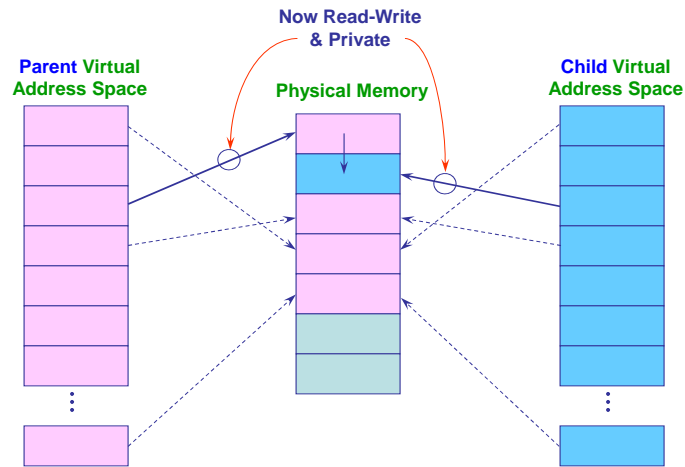 Now Read-Write
& Private
Parent Virtual
Address Space
Physical Memory
Child Virtual
Address Space